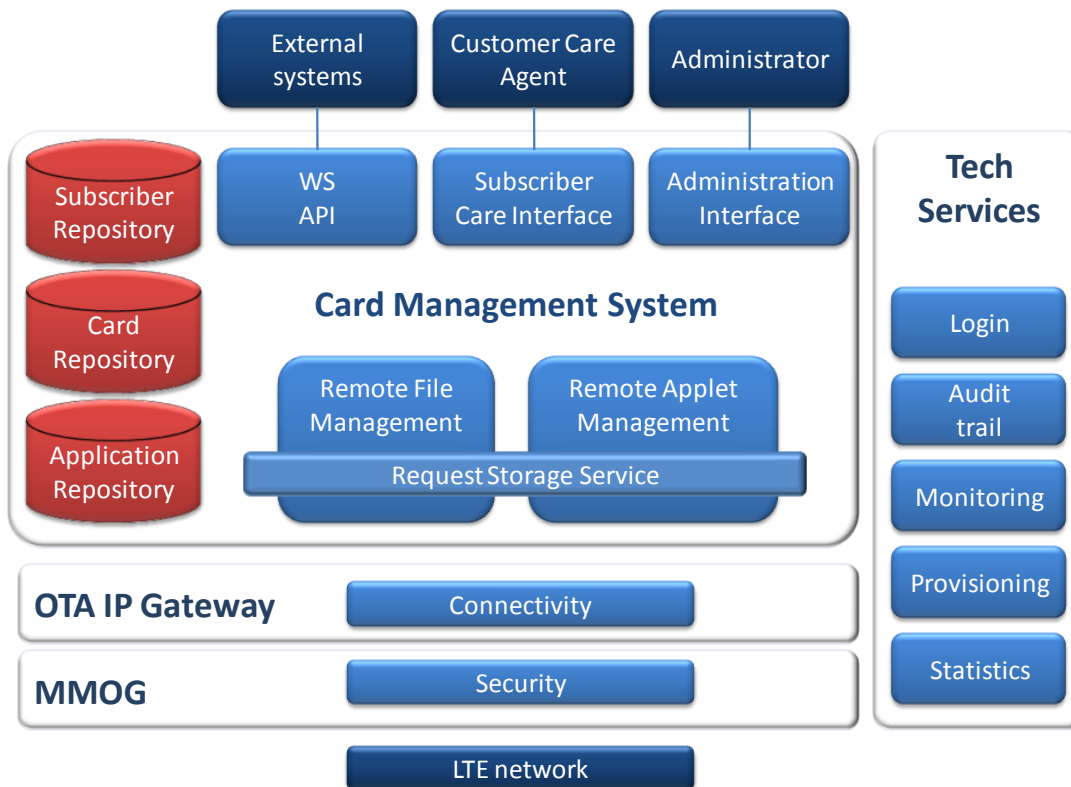 External
systems
Customer Care
Agent
Administrator
Subscriber
Repository
WS
API
Subscriber
Care Interface
Administration
Interface
Tech
Services
Card Management System
Card
Repository
Login
Remote File
Management
Remote Applet
Management
Audit
trail
Application
Repository
Request Storage Service
Monitoring
OTA IP Gateway
Connectivity
Provisioning
MMOG
Security
Statistics
LTE network